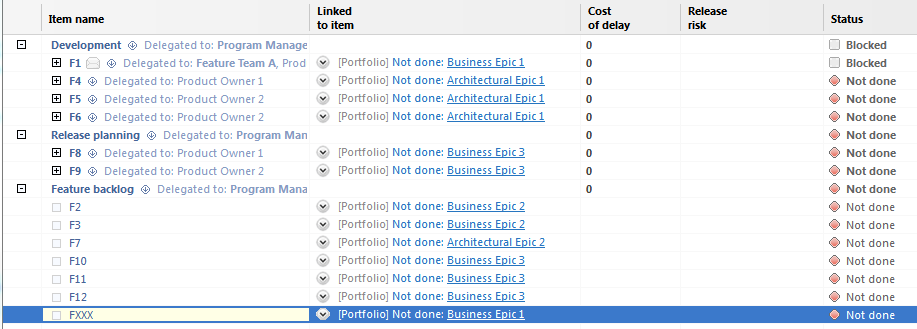 Item name Linked to item Cost of delay Release risk Status
Development Delegated to: Program Manage 0 Blocked
F1 Delegated to: Feature Team A, Prod [Portfolio] Not done: Business Epic 1 0 Blocked
F4 Delegated to: Product Owner 1 [Portfolio] Not done: Architectural Epic 1 0 Not done
F5 Delegated to: Product Owner 2 [Portfolio] Not done: Architectural Epic 1 0 Not done
F6 Delegated to: Product Owner 2 [Portfolio] Not done: Architectural Epic 1 0 Not done
Release planning Delegated to: Program Man 0 Not done
F8 Delegated to: Product Owner 1 [Portfolio] Not done: Business Epic 3 0 Not done
F9 Delegated to: Product Owner 2 [Portfolio] Not done: Business Epic 3 0 Not done
Feature backlog Delegated to: Program Mana 0 Not done
F2 [Portfolio] Not done: Business Epic 2 Not done
F3 [Portfolio] Not done: Business Epic 2 Not done
F7 [Portfolio] Not done: Architectural Epic 2 Not done
F10 [Portfolio] Not done: Business Epic 3 Not done
F11 [Portfolio] Not done: Business Epic 3 Not done
F12 [Portfolio] Not done: Business Epic 3 Not done
FXXX [Portfolio] Not done: Business Epic 1 Not done